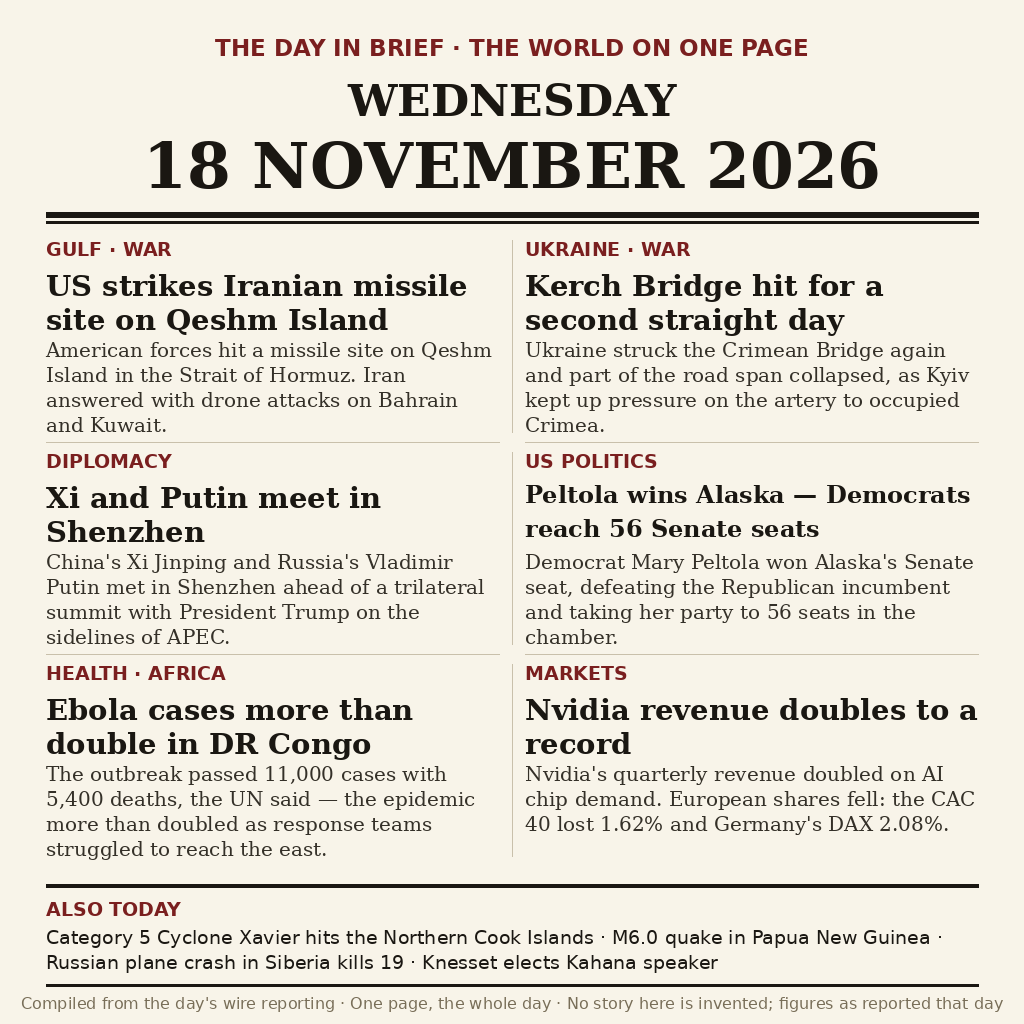 THE DAY IN BRIEF · THE WORLD ON ONE PAGE
WEDNESDAY
18 NOVEMBER 2026
GULF · WAR
US strikes Iranian missile
site on Qeshm Island
American forces hit a missile site on Qeshm
Island in the Strait of Hormuz. Iran
answered with drone attacks on Bahrain
and Kuwait.
UKRAINE · WAR
Kerch Bridge hit for a
second straight day
Ukraine struck the Crimean Bridge again
and part of the road span collapsed, as Kyiv
kept up pressure on the artery to occupied
Crimea.
DIPLOMACY
Xi and Putin meet in
Shenzhen
China's Xi Jinping and Russia's Vladimir
Putin met in Shenzhen ahead of a trilateral
summit with President Trump on the
sidelines of APEC.
US POLITICS
Peltola wins Alaska — Democrats
reach 56 Senate seats
Democrat Mary Peltola won Alaska's Senate
seat, defeating the Republican incumbent
and taking her party to 56 seats in the
chamber.
HEALTH · AFRICA
Ebola cases more than
double in DR Congo
The outbreak passed 11,000 cases with
5,400 deaths, the UN said — the epidemic
more than doubled as response teams
struggled to reach the east.
MARKETS
Nvidia revenue doubles to a
record
Nvidia's quarterly revenue doubled on AI
chip demand. European shares fell: the CAC
40 lost 1.62% and Germany's DAX 2.08%.
ALSO TODAY
Category 5 Cyclone Xavier hits the Northern Cook Islands · M6.0 quake in Papua New Guinea ·
Russian plane crash in Siberia kills 19 · Knesset elects Kahana speaker
Compiled from the day's wire reporting · One page, the whole day · No story here is invented; figures as reported that day